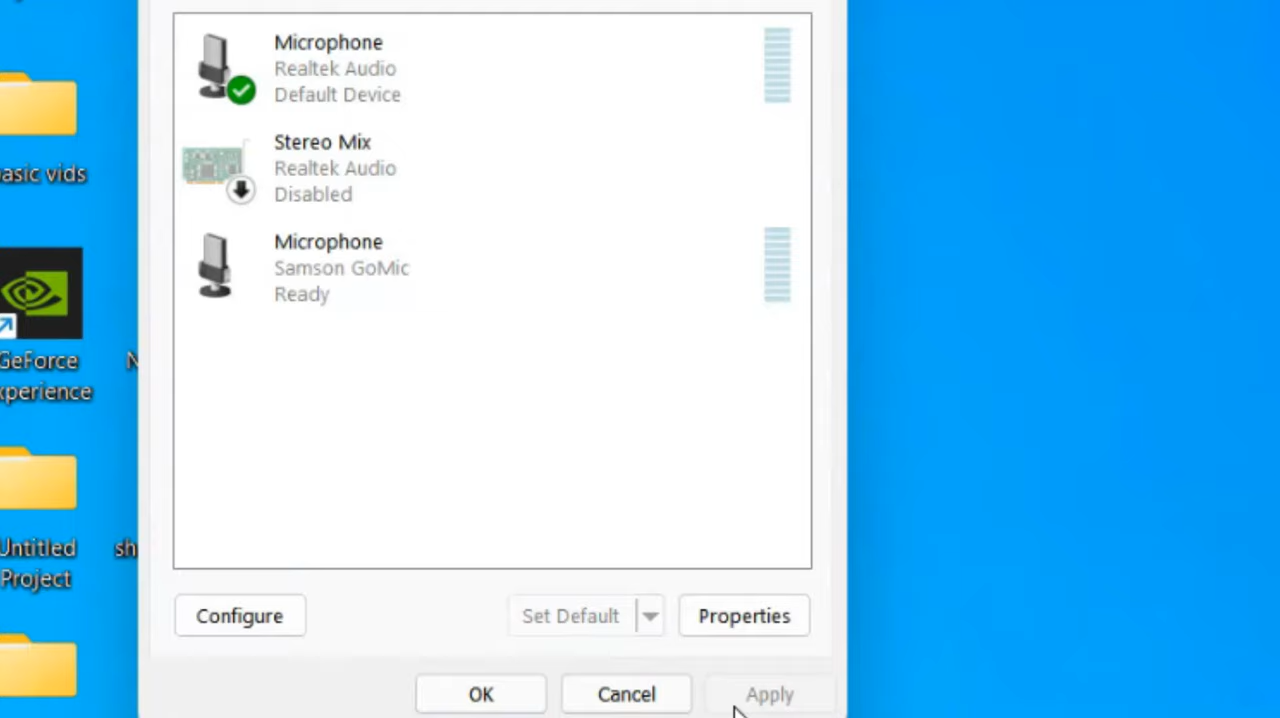 Microphone
Realtek Audio
Default Device
Stereo Mix
Realtek Audio
Disabled
Microphone
Samson GoMic
Ready
asic vids
GeForce
xperience
N
Untitled
Project
sh
Configure
Set Default
Properties
OK
Cancel
Apply